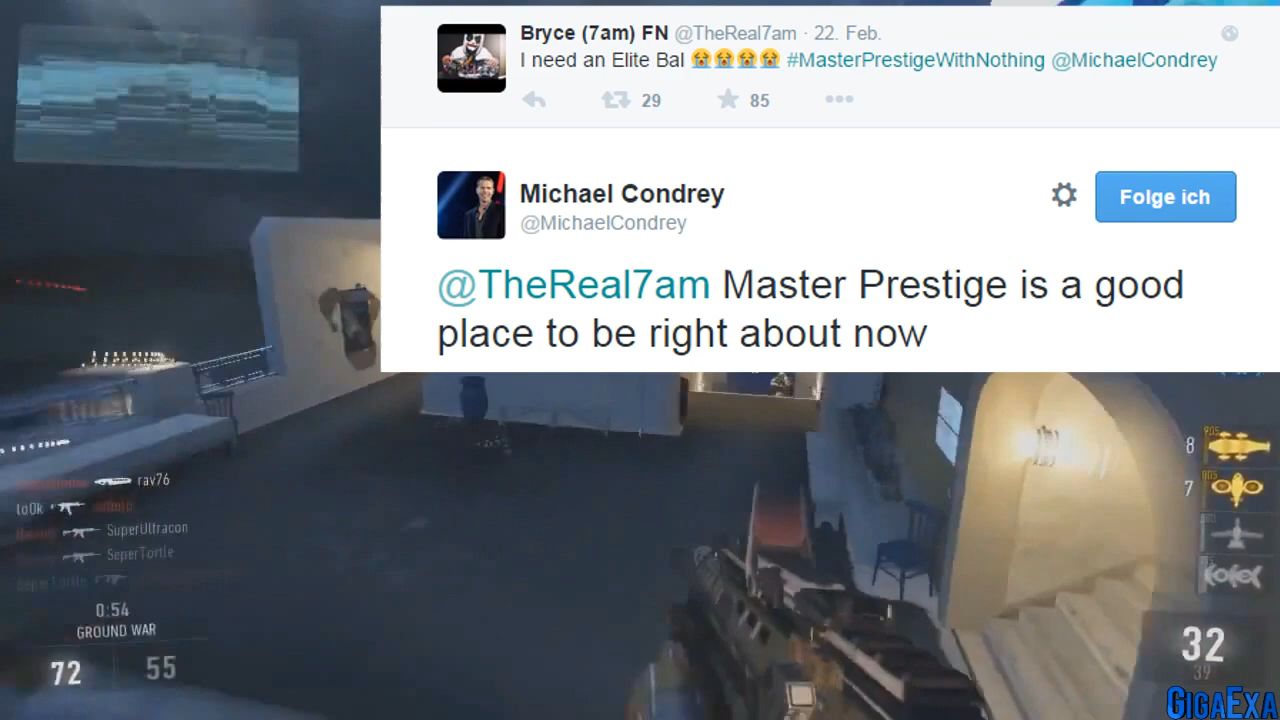 Bryce (7am) FN @TheReal7am · 22. Feb.
I need an Elite Bal 😭😭😭😭 #MasterPrestigeWithNothing @MichaelCondrey
29 85
Michael Condrey
@MichaelCondrey
Folge ich
@TheReal7am Master Prestige is a good
place to be right about now
8
7
rav76
SuperUltracon
SeperTortle
SeperTortle
0:54
GROUND WAR
72 55
32
39
GIGAEXA